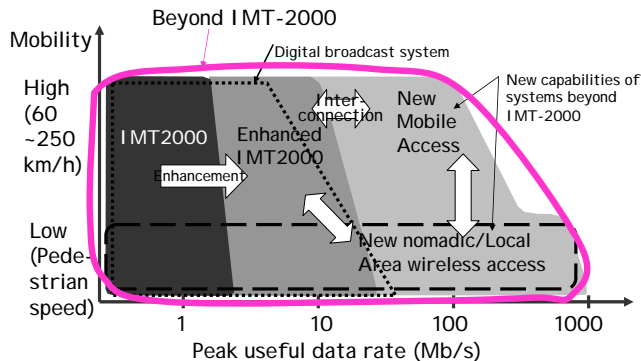 Beyond IMT-2000
Mobility
Digital broadcast system
High
(60
~250
km/h)
Inter-
connection
New
Mobile
Access
New capabilities of
systems beyond
IMT-2000
IMT2000
Enhanced
IMT2000
Enhancement
Low
(Pede-
strian
speed)
New nomadic/Local
Area wireless access
1
10
100
1000
Peak useful data rate (Mb/s)